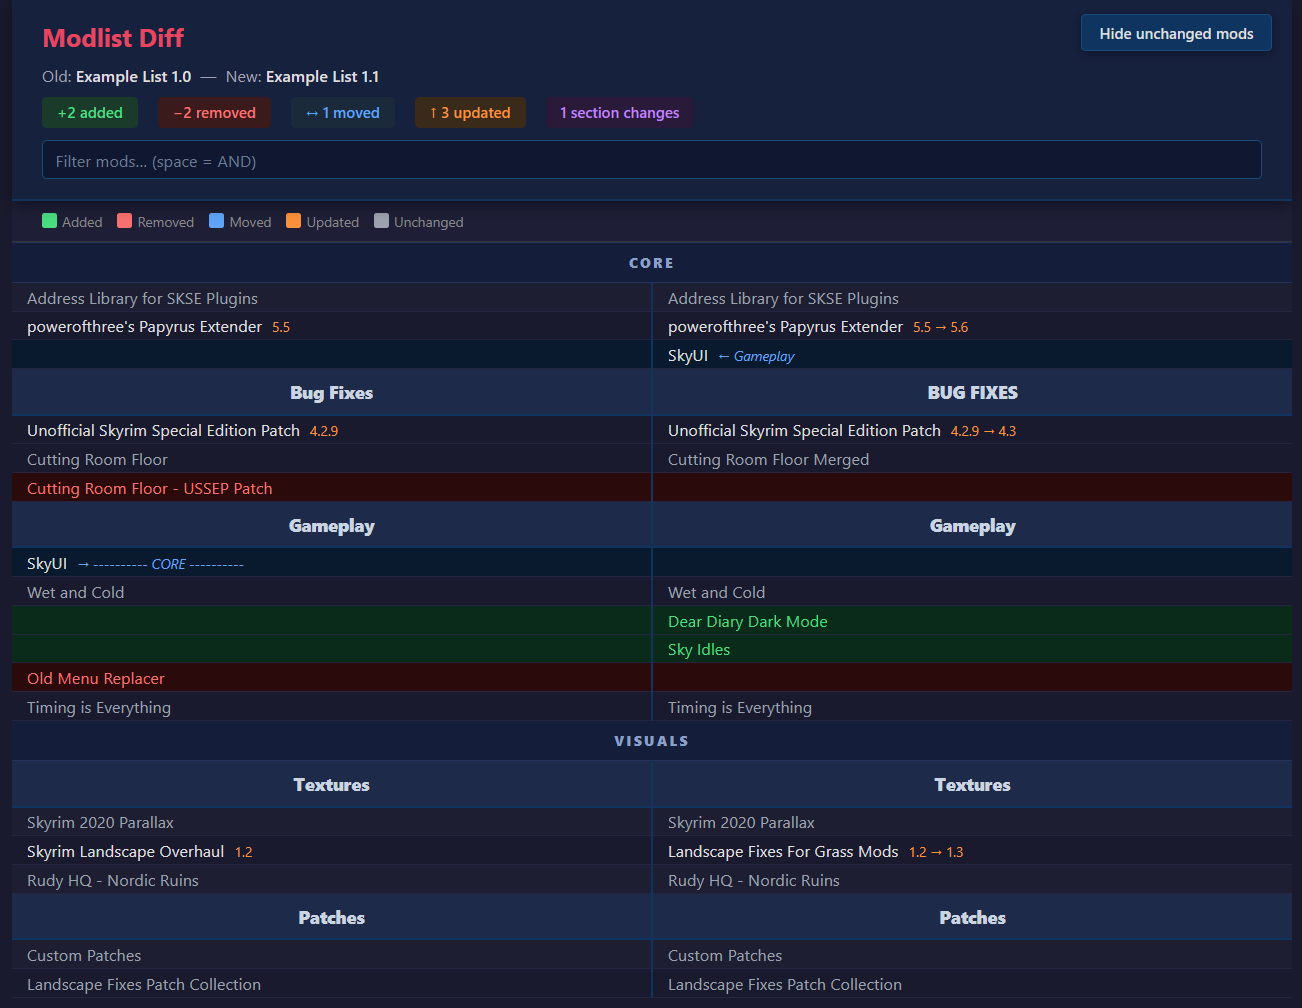 Modlist Diff
Hide unchanged mods
Old: Example List 1.0 — New: Example List 1.1
+2 added −2 removed ↔ 1 moved ↑ 3 updated 1 section changes
Filter mods... (space = AND)
Added Removed Moved Updated Unchanged
CORE
Address Library for SKSE Plugins Address Library for SKSE Plugins
powerofthree's Papyrus Extender 5.5 powerofthree's Papyrus Extender 5.5 → 5.6
SkyUI ← Gameplay
Bug Fixes BUG FIXES
Unofficial Skyrim Special Edition Patch 4.2.9 Unofficial Skyrim Special Edition Patch 4.2.9 → 4.3
Cutting Room Floor Cutting Room Floor Merged
Cutting Room Floor - USSEP Patch
Gameplay Gameplay
SkyUI → ---------- CORE ----------
Wet and Cold Wet and Cold
Dear Diary Dark Mode
Sky Idles
Old Menu Replacer
Timing is Everything Timing is Everything
VISUALS
Textures Textures
Skyrim 2020 Parallax Skyrim 2020 Parallax
Skyrim Landscape Overhaul 1.2 Landscape Fixes For Grass Mods 1.2 → 1.3
Rudy HQ - Nordic Ruins Rudy HQ - Nordic Ruins
Patches Patches
Custom Patches Custom Patches
Landscape Fixes Patch Collection Landscape Fixes Patch Collection